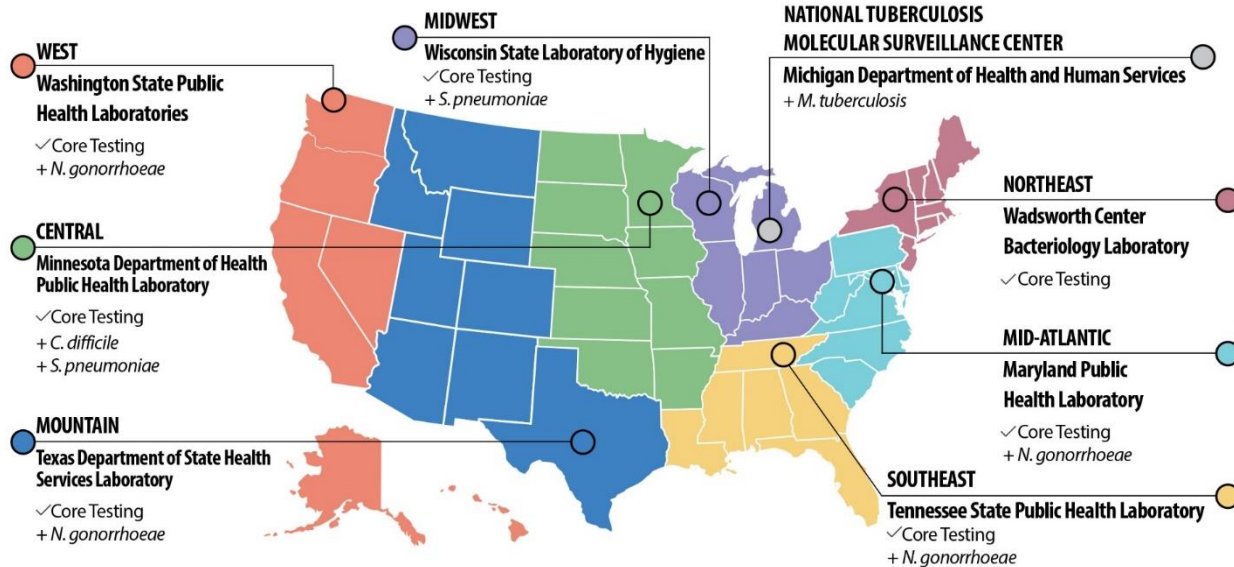 WEST
Washington State Public
Health Laboratories
✓Core Testing
+ N. gonorrhoeae
MIDWEST
Wisconsin State Laboratory of Hygiene
✓Core Testing
+ S. pneumoniae
NATIONAL TUBERCULOSIS
MOLECULAR SURVEILLANCE CENTER
Michigan Department of Health and Human Services
+ M. tuberculosis
CENTRAL
Minnesota Department of Health
Public Health Laboratory
✓Core Testing
+ C. difficile
+ S. pneumoniae
NORTHEAST
Wadsworth Center
Bacteriology Laboratory
✓Core Testing
MID-ATLANTIC
Maryland Public
Health Laboratory
✓Core Testing
+ N. gonorrhoeae
MOUNTAIN
Texas Department of State Health
Services Laboratory
✓Core Testing
+ N. gonorrhoeae
SOUTHEAST
Tennessee State Public Health Laboratory
✓Core Testing
+ N. gonorrhoeae